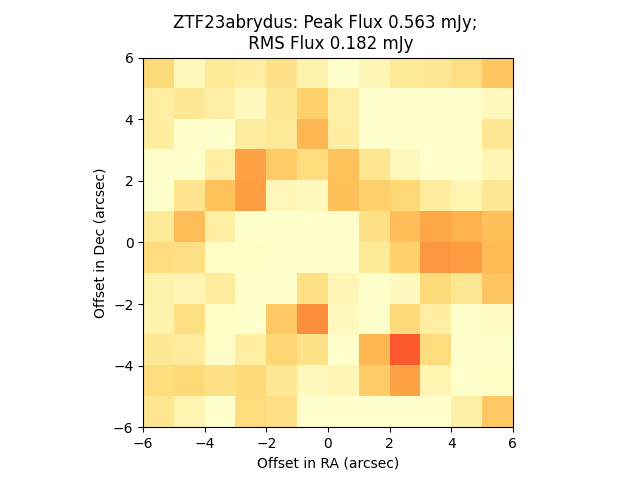 ZTF23abrydus: Peak Flux 0.563 mJy;
RMS Flux 0.182 mJy
6
4
2
0
−2
−4
−6
Offset in Dec (arcsec)
−6 −4 −2 0 2 4 6
Offset in RA (arcsec)